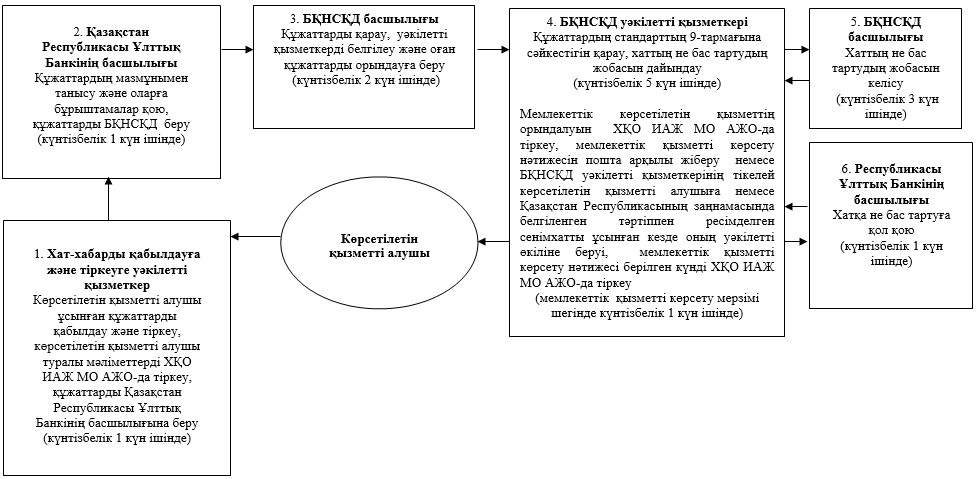 2. Қазақстан
Республикасы Ұлттық
Банкінің басшылығы
Құжаттардың мазмұнымен
танысу және оларға
бұрыштамалар қою,
құжаттарды БҚНСҚД беру
(күнтізбелік 1 күн ішінде)
3. БҚНСҚД басшылығы
Құжаттарды қарау, уәкілетті
қызметкерді белгілеу және оған
құжаттарды орындауға беру
(күнтізбелік 2 күн ішінде)
4. БҚНСҚД уәкілетті қызметкері
Құжаттардың стандарттың 9-тармағына
сәйкестігін қарау, хаттың не бас тартудың
жобасын дайындау
(күнтізбелік 5 күн ішінде)
Мемлекеттік көрсетілетін қызметтің
орындалуын ХҚО ИАЖ МО АЖО-да
тіркеу, мемлекеттік қызметті көрсету
нәтижесін пошта арқылы жіберу немесе
БҚНСҚД уәкілетті қызметкерінің тікелей
көрсетілетін қызметті алушыға немесе
Қазақстан Республикасының заңнамасында
белгіленген тәртіппен ресімделген
сенімхатты ұсынған кезде оның уәкілетті
өкіліне беруі, мемлекеттік қызметті
көрсету нәтижесі берілген күнді ХҚО ИАЖ
МО АЖО-да тіркеу
(мемлекеттік қызметті көрсету мерзімі
шегінде күнтізбелік 1 күн ішінде)
5. БҚНСҚД
басшылығы
Хаттың не бас
тартудың жобасын
келісу
(күнтізбелік 3 күн
ішінде)
6. Республикасы
Ұлттық Банкінің
басшылығы
Хатқа не бас тартуға
қол қою
(күнтізбелік 1 күн
ішінде)
Көрсетілетін
қызметті алушы
1. Хат-хабарды қабылдауға
және тіркеуге уәкілетті
қызметкер
Көрсетілетін қызметті алушы
ұсынған құжаттарды
қабылдау және тіркеу,
көрсетілетін қызметті алушы
туралы мәліметтерді ХҚО
ИАЖ МО АЖО-да тіркеу,
құжаттарды Қазақстан
Республикасы Ұлттық
Банкінің басшылығына беру
(күнтізбелік 1 күн ішінде)